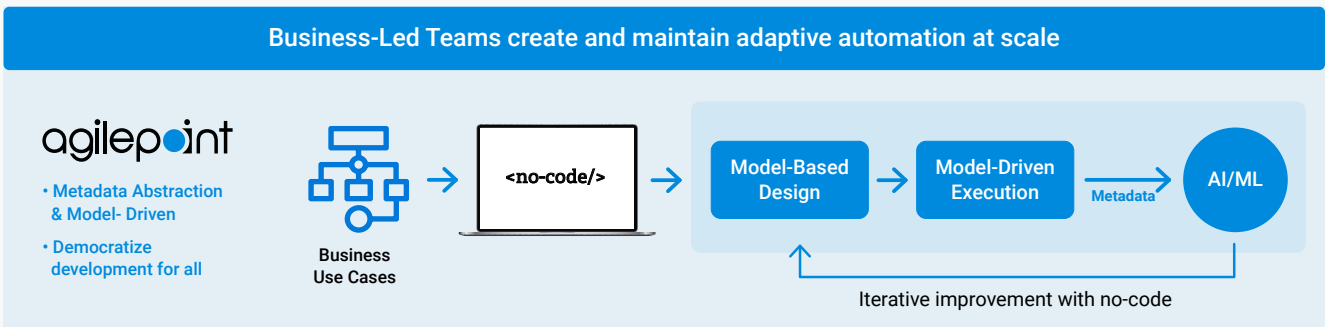 Business-Led Teams create and maintain adaptive automation at scale
agilepoint
• Metadata Abstraction
& Model- Driven
• Democratize
development for all
Business
Use Cases
<no-code/>
Model-Based
Design
Model-Driven
Execution
Metadata
AI/ML
Iterative improvement with no-code